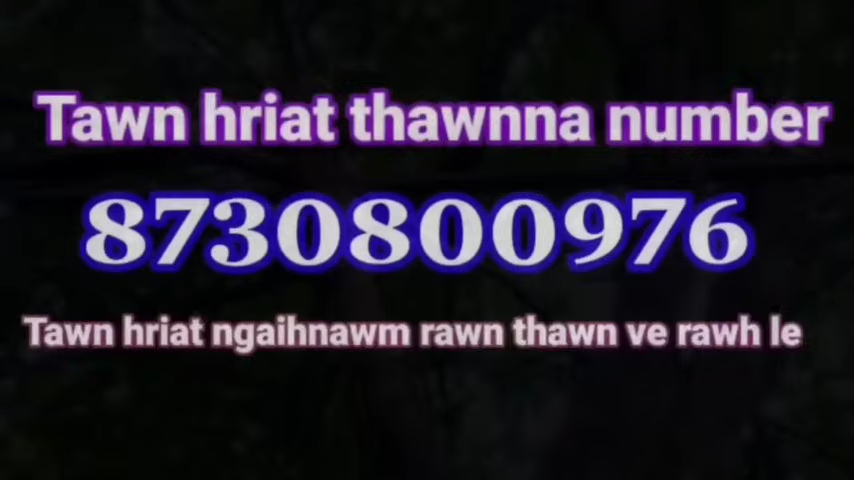 Tawn hriat thawnna number
8730800976
Tawn hriat ngaihnawm rawn thawn ve rawh le